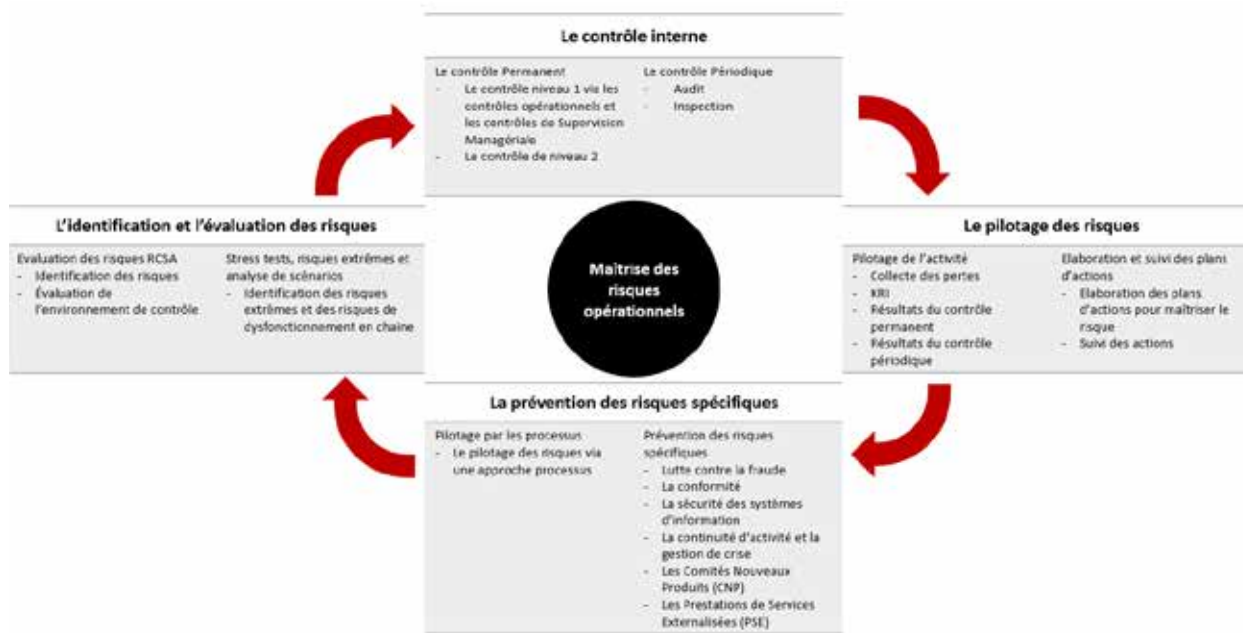 Le contrôle interne
Le contrôle Permanent
- Le contrôle niveau 1 via les
contrôles opérationnels et
les contrôles de Supervision
Managériale
- Le contrôle de niveau 2
Le contrôle Périodique
- Audit
- Inspection
L'identification et l'évaluation des risques
Evaluation des risques RCSA
- Identification des risques
- Évaluation de
l'environnement de contrôle
Stress tests, risques extrêmes et
analyse de scénarios
- Identification des risques
extrêmes et des risques de
dysfonctionnement en chaine
Maîtrise des
risques
opérationnels
Le pilotage des risques
Pilotage de l'activité
- Collecte des pertes
- KRI
- Résultats du contrôle
permanent
- Résultats du contrôle
périodique
Elaboration et suivi des plans
d'actions
- Elaboration des plans
d'actions pour maîtriser le
risque
- Suivi des actions
La prévention des risques spécifiques
Pilotage par les processus
- Le pilotage des risques via
une approche processus
Prévention des risques
spécifiques
- Lutte contre la fraude
- La conformité
- La sécurité des systèmes
d'information
- La continuité d'activité et la
gestion de crise
- Les Comités Nouveaux
Produits (CNP)
- Les Prestations de Services
Externalisées (PSE)